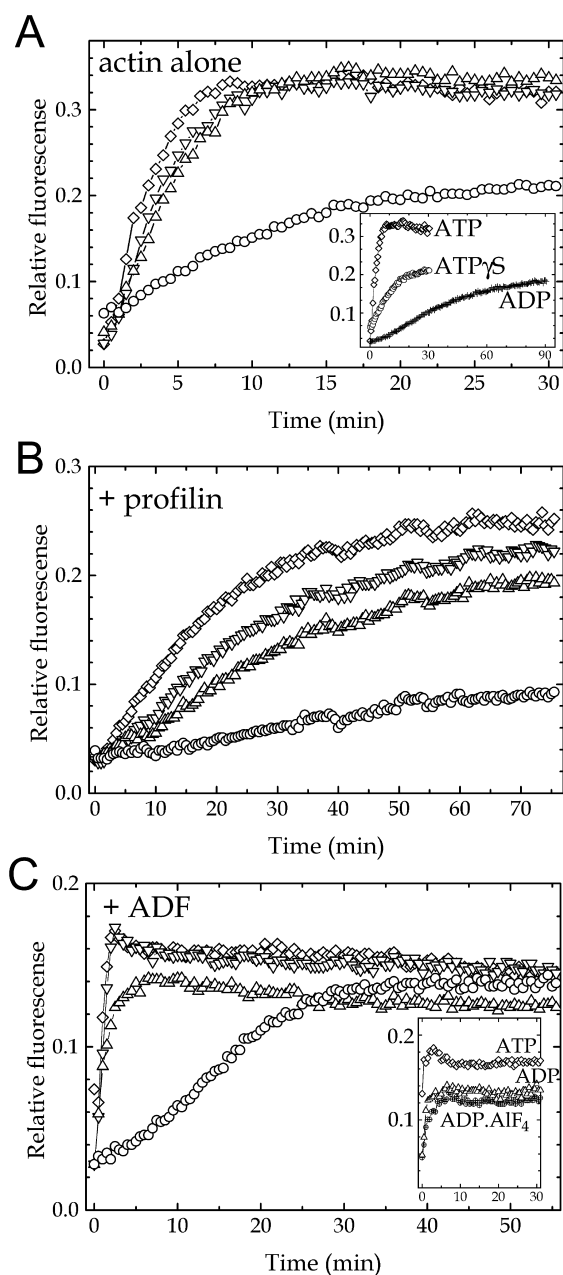 A
actin alone
0.3
0.2
0.1
0.0
Relative fluorescense
0 5 10 15 20 25 30
Time (min)
0.3
0.2
0.1
ATP
ATPγS
ADP
0 30 60 90
B
+ profilin
0.3
0.2
0.1
0.0
Relative fluorescense
0 10 20 30 40 50 60 70
Time (min)
C
+ ADF
0.2
0.1
0.0
Relative fluorescense
0 10 20 30 40 50
Time (min)
0.2
0.1
ATP
ADP
ADP.AlF4
0 10 20 30